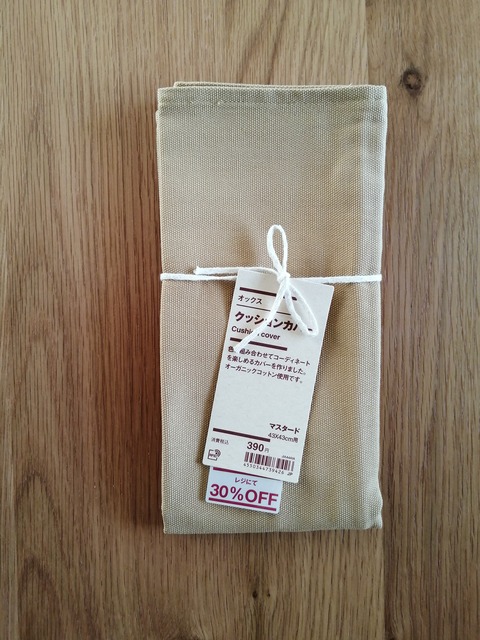 オックス
クッションカバー
Cushion cover
色を組み合わせてコーディネート
を楽しめるカバーを作りました。
オーガニックコットン使用です。
マスタード
43X43cm用
消費税込
390円
JP
レジにて
30%OFF